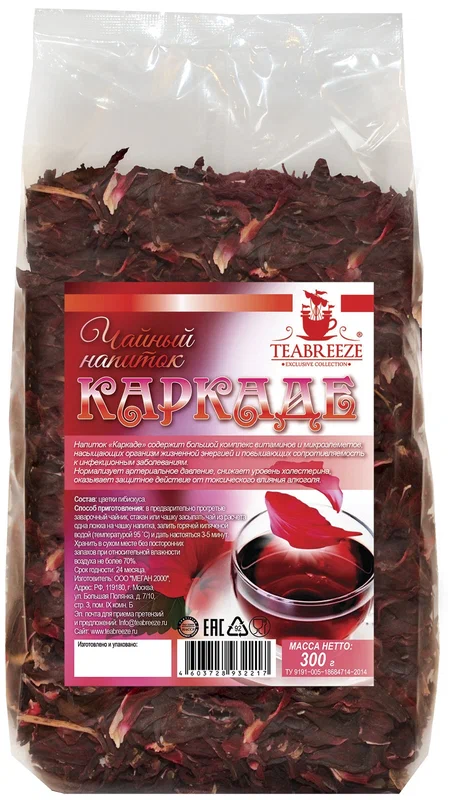 Чайный
напиток
TEABREEZE®
• EXCLUSIVE COLLECTION •
КАРКАДЕ
Напиток «Каркаде» содержит большой комплекс витаминов и микроэлеметов,
насыщающих организм жизненной энергией и повышающих сопротивляемость
к инфекционным заболеваниям.
Нормализует артериальное давление, снижает уровень холестерина,
оказывает защитное действие от токсического влияния алкоголя.
Состав: цветки гибискуса.
Способ приготовления: в предварительно прогретый
заварочный чайник, стакан или чашку засыпать чай из расчета
одна ложка на чашку напитка, залить горячей кипяченой
водой (температурой 95˚С) и дать настояться 3-5 минут.
Хранить в сухом месте без посторонних
запахов при относительной влажности
воздуха не более 70%.
Срок годности: 24 месяца.
Изготовитель: ООО "МЕГАН 2000",
Адрес: РФ, 119180, г. Москва
ул. Большая Полянка, д. 7/10,
стр. 3, пом. IX комн. Б
Эл. почта для приема претензий
и предложений: Info@teabreeze.ru
Сайт: www.teabreeze.ru
Изготовлено и упаковано:
EAC
92
4603728932217
МАССА НЕТТО:
300 г
ТУ 9191-005-18684714-2014